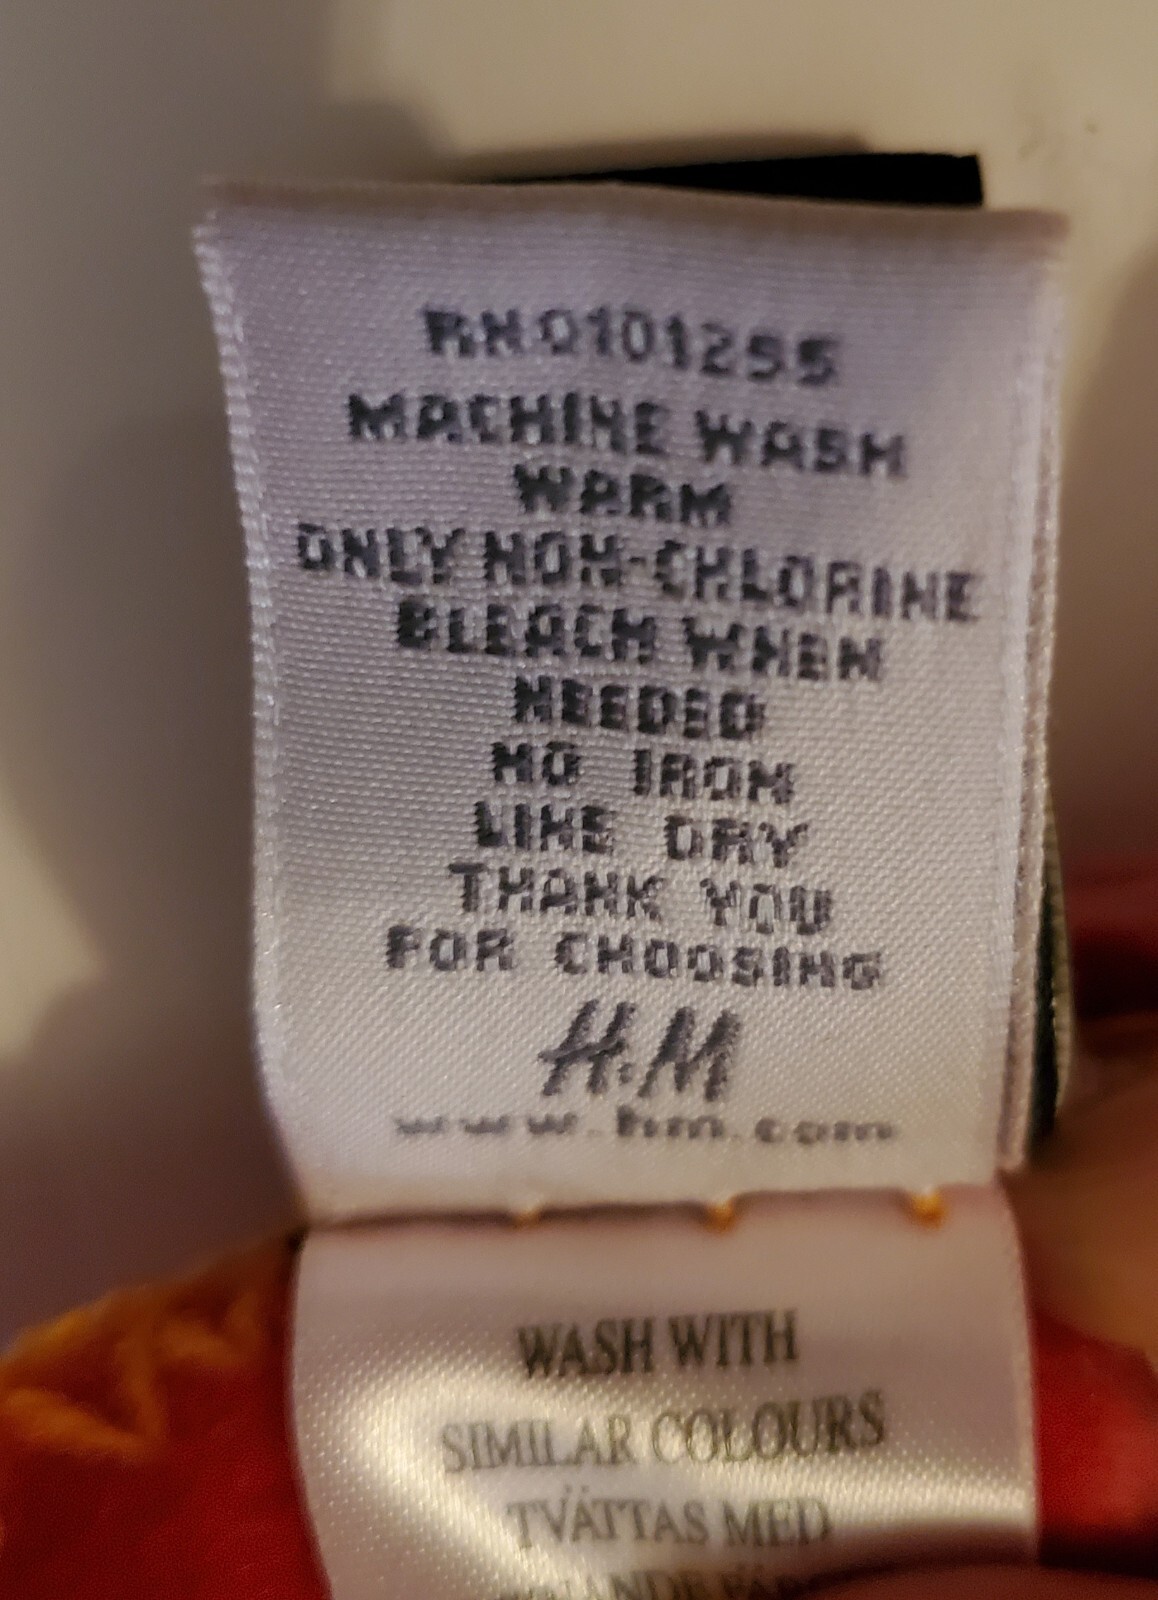 RN0101255
MACHINE WASH
WARM
ONLY NON-CHLORINE
BLEACH WHEN
NEEDED
NO IRON
LINE DRY
THANK YOU
FOR CHOOSING
H&M
www.hm.com
WASH WITH
SIMILAR COLOURS
TVÄTTAS MED